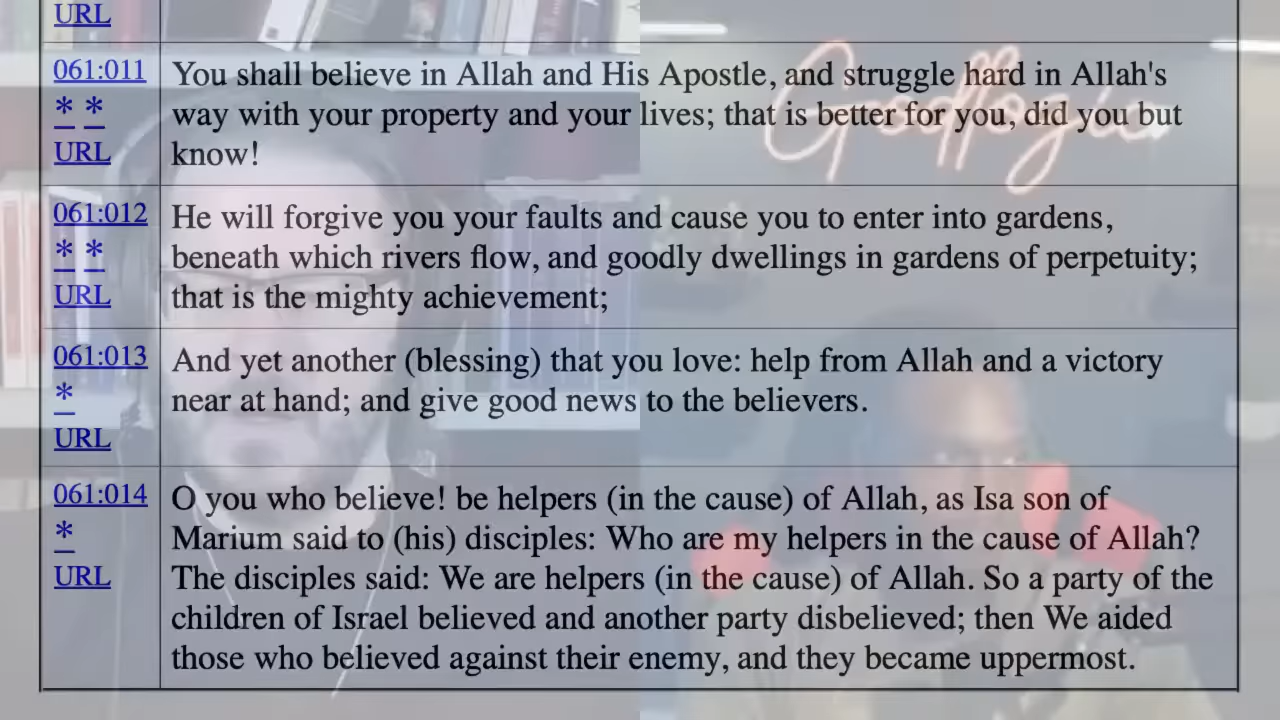 URL
061:011
* *
URL
You shall believe in Allah and His Apostle, and struggle hard in Allah's
way with your property and your lives; that is better for you, did you but
know!
061:012
* *
URL
He will forgive you your faults and cause you to enter into gardens,
beneath which rivers flow, and goodly dwellings in gardens of perpetuity;
that is the mighty achievement;
061:013
*
URL
And yet another (blessing) that you love: help from Allah and a victory
near at hand; and give good news to the believers.
061:014
*
URL
O you who believe! be helpers (in the cause) of Allah, as Isa son of
Marium said to (his) disciples: Who are my helpers in the cause of Allah?
The disciples said: We are helpers (in the cause) of Allah. So a party of the
children of Israel believed and another party disbelieved; then We aided
those who believed against their enemy, and they became uppermost.